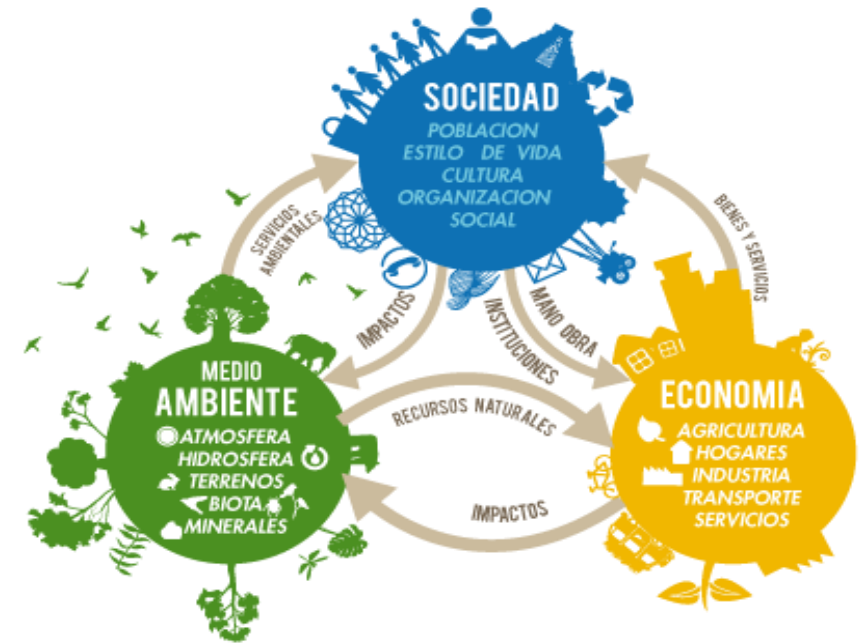 SOCIEDAD
POBLACION
ESTILO DE VIDA
CULTURA
ORGANIZACION
SOCIAL
SERVICIOS
AMBIENTALES
BIENES Y SERVICIOS
IMPACTOS
INSTITUCIONES
MANO OBRA
MEDIO
AMBIENTE
ATMOSFERA
HIDROSFERA
TERRENOS
BIOTA
MINERALES
RECURSOS NATURALES
IMPACTOS
ECONOMIA
AGRICULTURA
HOGARES
INDUSTRIA
TRANSPORTE
SERVICIOS